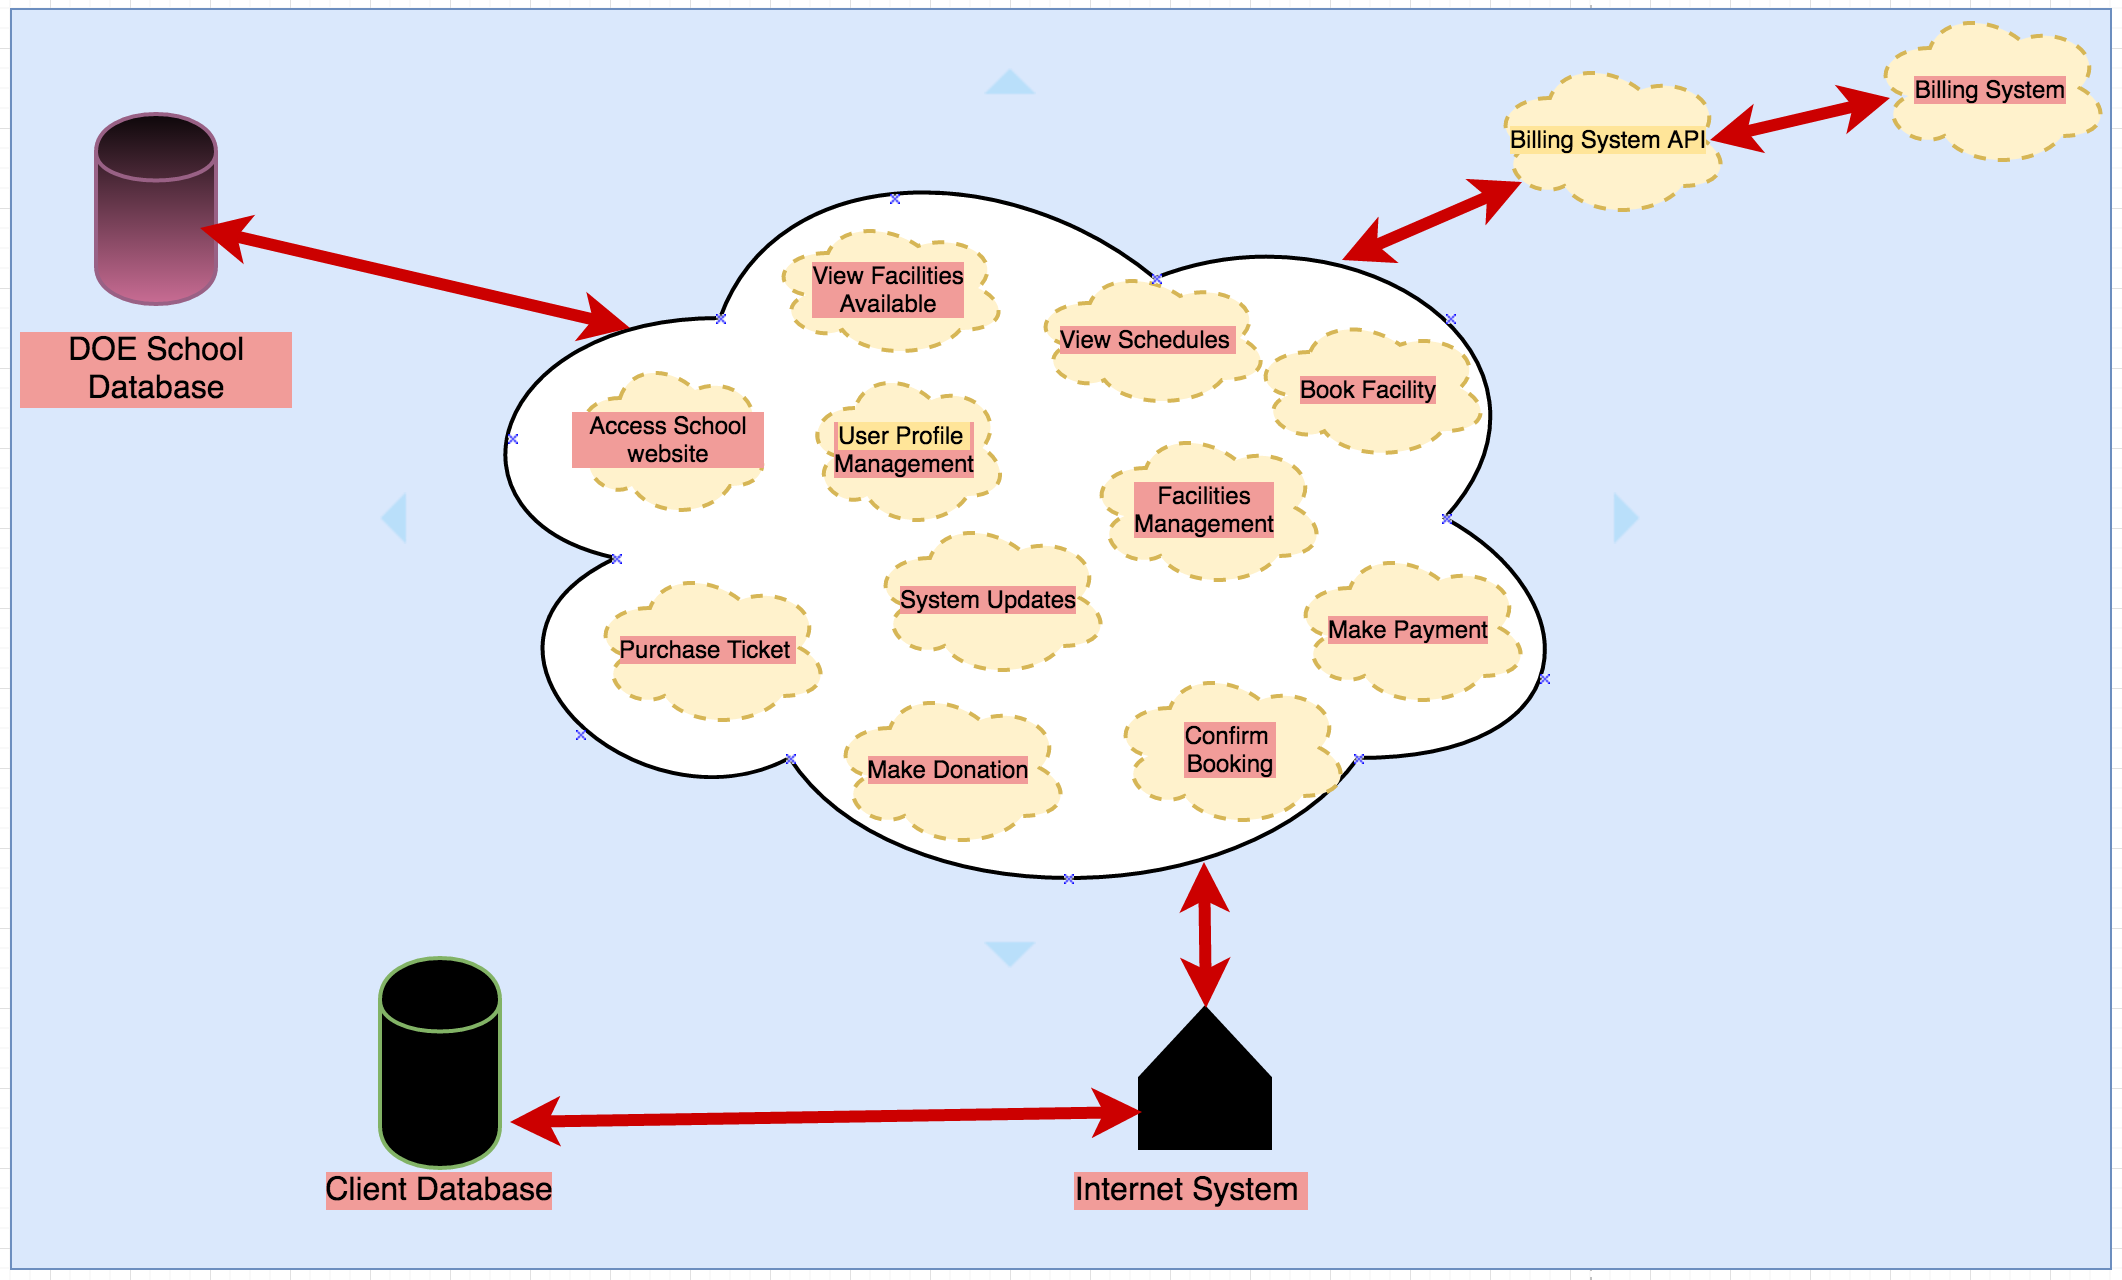 Billing System
Billing System API
View Facilities
Available
View Schedules
DOE School
Database
Book Facility
Access School
website
User Profile
Management
Facilities
Management
System Updates
Make Payment
Purchase Ticket
Make Donation
Confirm
Booking
Client Database
Internet System